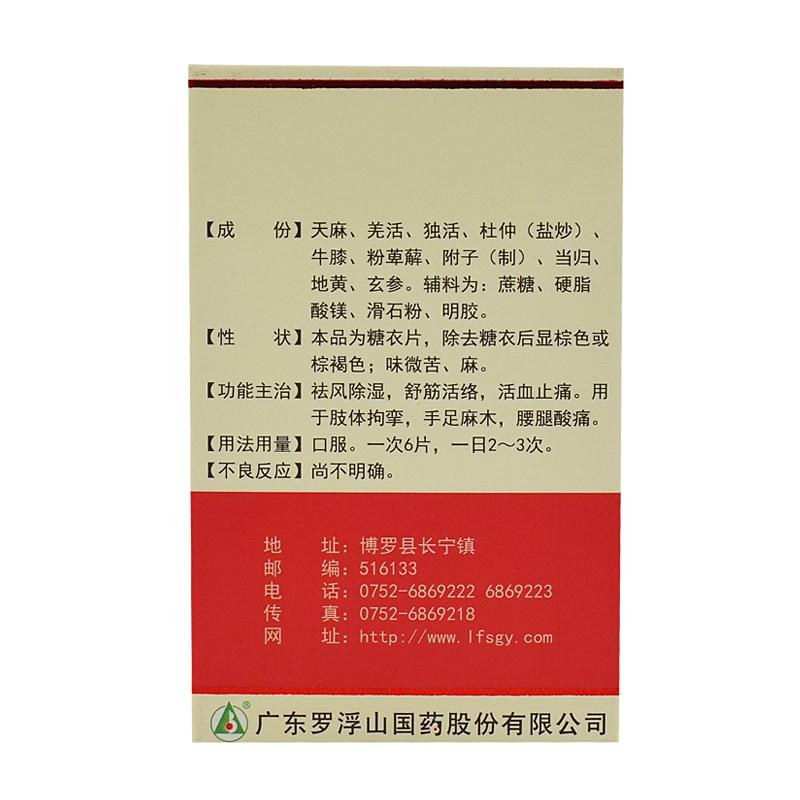 【成　　份】天麻、羌活、独活、杜仲（盐炒）、
牛膝、粉萆薢、附子（制）、当归、
地黄、玄参。辅料为：蔗糖、硬脂
酸镁、滑石粉、明胶。
【性　　状】本品为糖衣片，除去糖衣后显棕色或
棕褐色；味微苦、麻。
【功能主治】祛风除湿，舒筋活络，活血止痛。用
于肢体拘挛，手足麻木，腰腿酸痛。
【用法用量】口服。一次6片，一日2～3次。
【不良反应】尚不明确。
地　　址：博罗县长宁镇
邮　　编：516133
电　　话：0752-6869222 6869223
传　　真：0752-6869218
网　　址：http://www.lfsgy.com
® 广东罗浮山国药股份有限公司